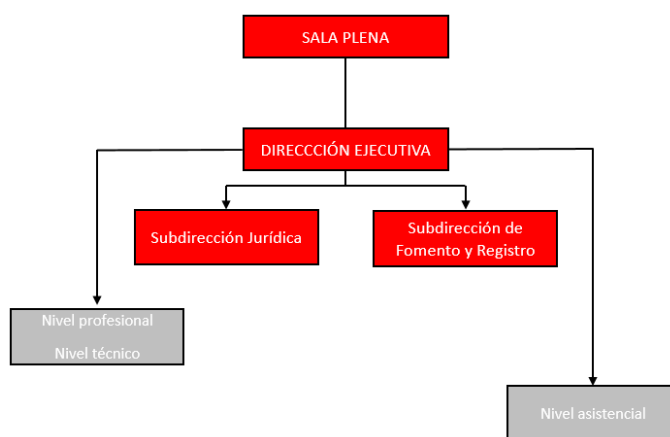 SALA PLENA
DIRECCCIÓN EJECUTIVA
Subdirección Jurídica
Subdirección de
Fomento y Registro
Nivel profesional
Nivel técnico
Nivel asistencial